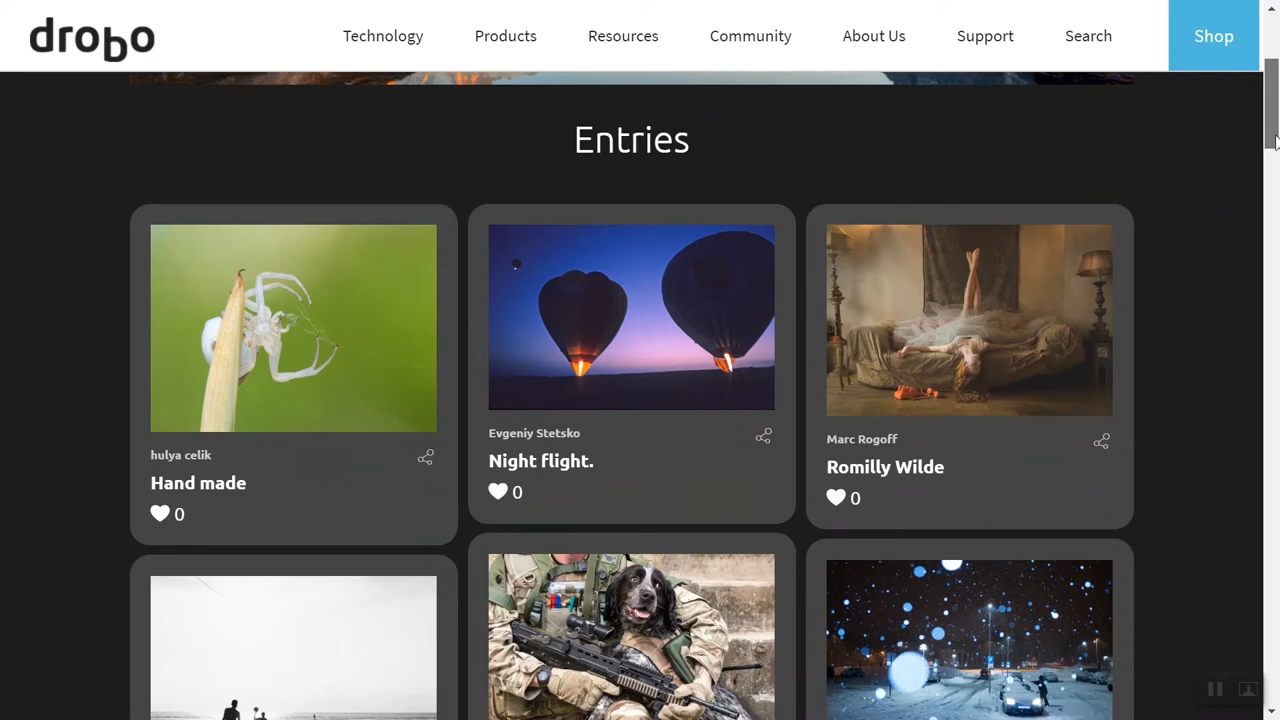 drobo
Technology
Products
Resources
Community
About Us
Support
Search
Shop
Entries
hulya celik
Hand made
0
Evgeniy Stetsko
Night flight.
0
Marc Rogoff
Romilly Wilde
0